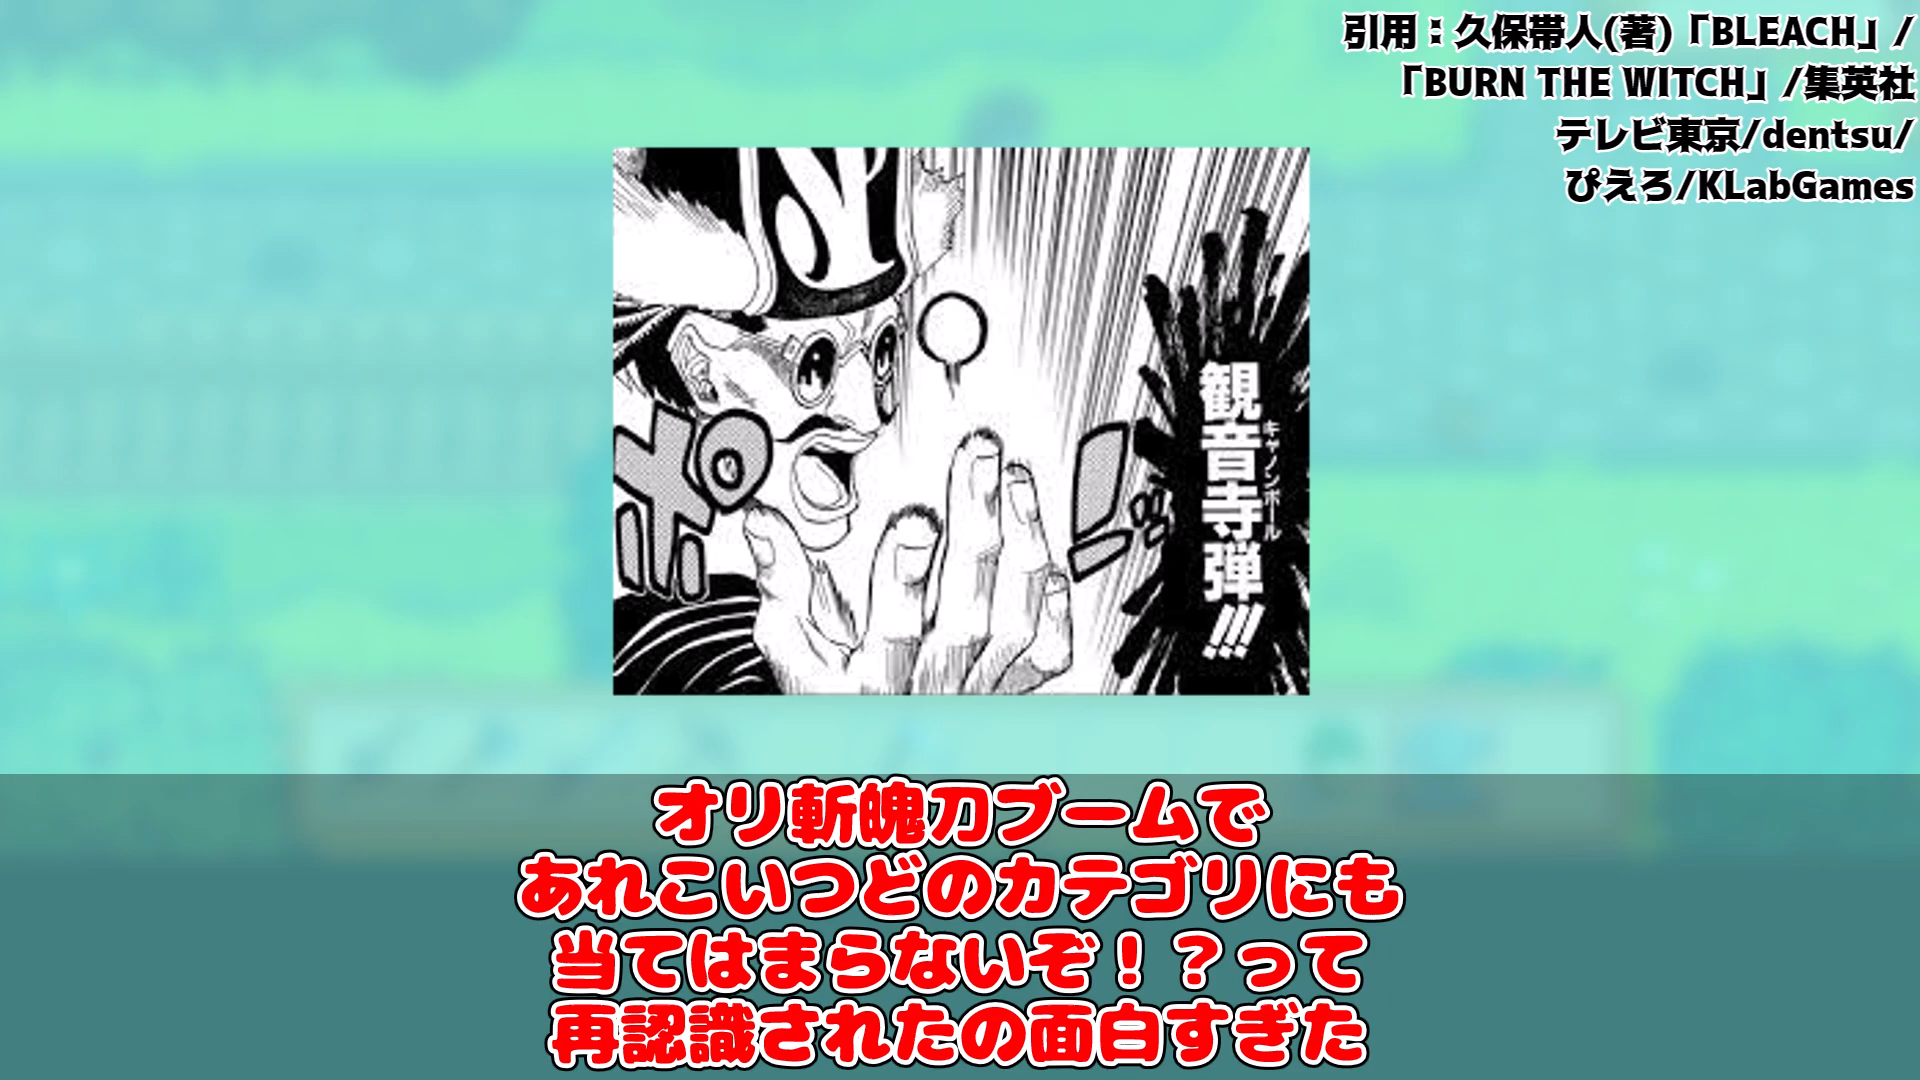 引用:久保帯人(著)「BLEACH」/
「BURN THE WITCH」/集英社
テレビ東京/dentsu/
ぴえろ/KLabGames
観音寺弾!!!
キャノンボール
ポンッ
オリ斬魄刀ブームで
あれこいつどのカテゴリにも
当てはまらないぞ!?って
再認識されたの面白すぎた